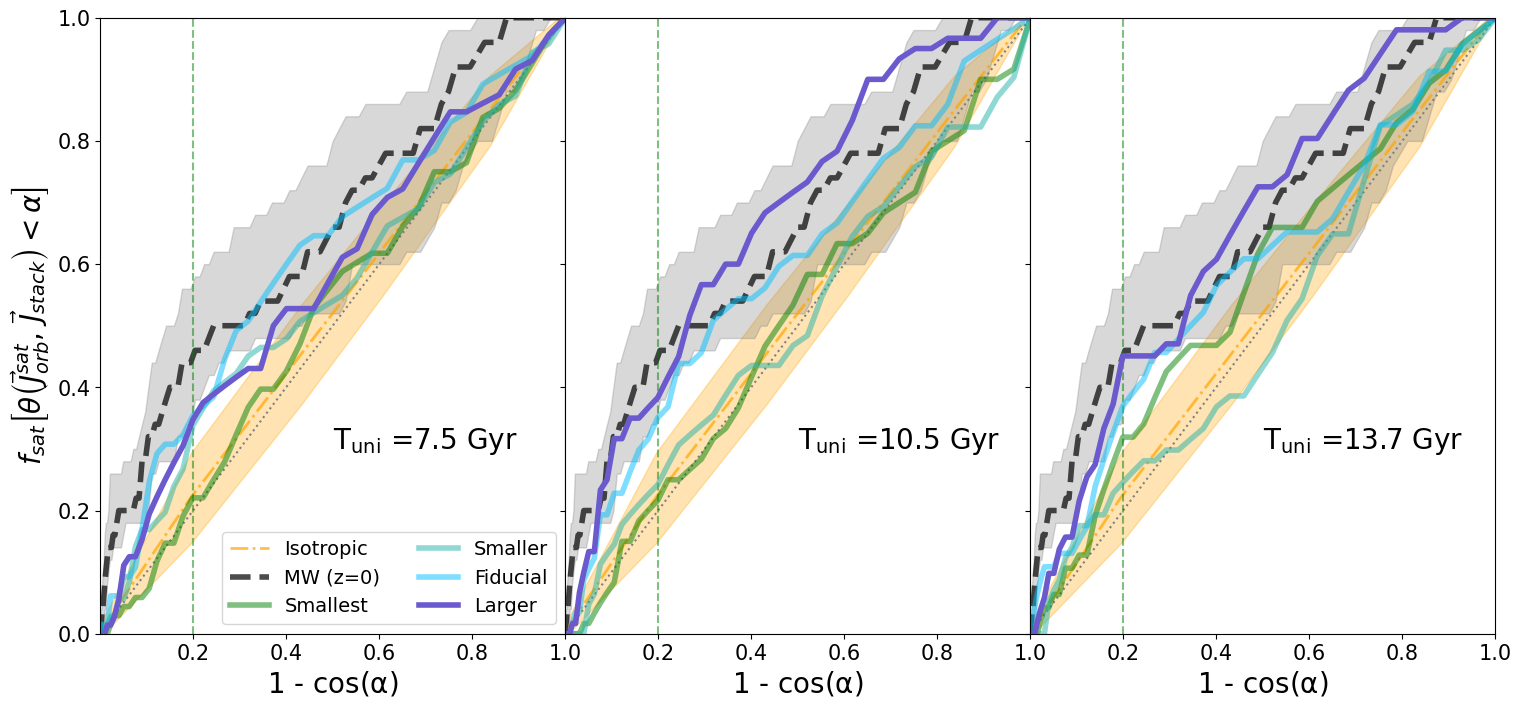 1.0
0.8
0.6
0.4
0.2
0.0
f_sat [θ(J⃗_orb^sat, J⃗_stack) < α]
T_uni =7.5 Gyr
T_uni =10.5 Gyr
T_uni =13.7 Gyr
Isotropic
MW (z=0)
Smallest
Smaller
Fiducial
Larger
0.2 0.4 0.6 0.8 1.0 0.2 0.4 0.6 0.8 1.0 0.2 0.4 0.6 0.8 1.0
1 - cos(α) 1 - cos(α) 1 - cos(α)